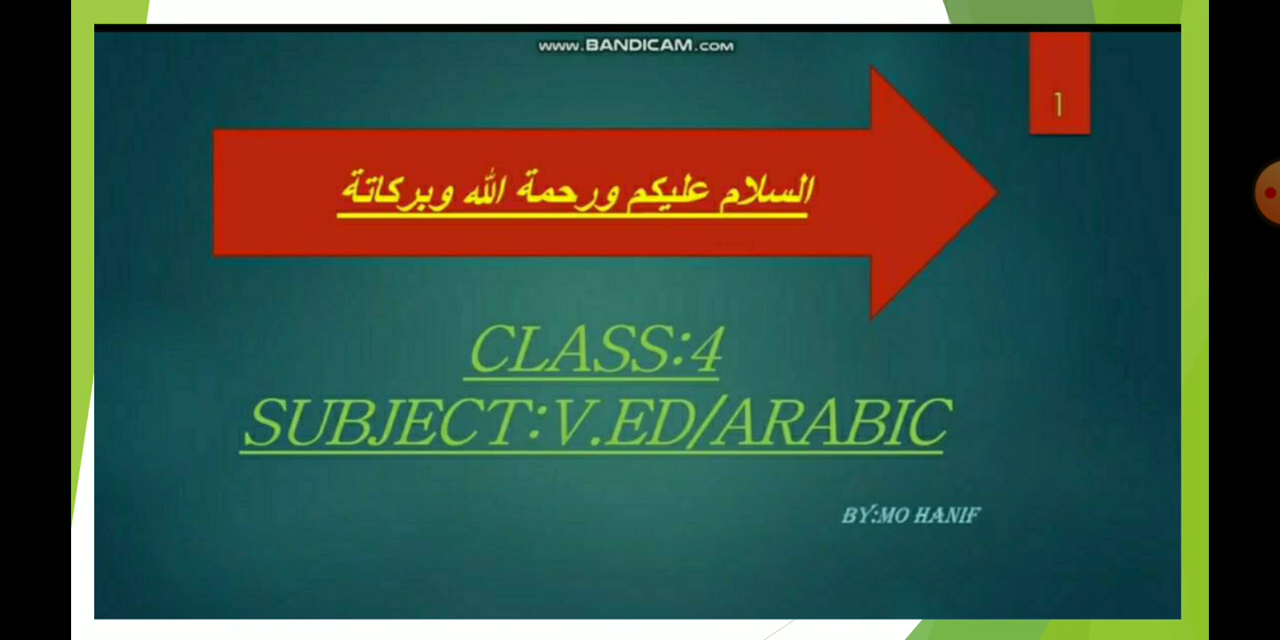 www.BANDICAM.com
1
السلام عليكم ورحمة الله وبركاتة
CLASS:4
SUBJECT:V.ED/ARABIC
BY:MO HANIF